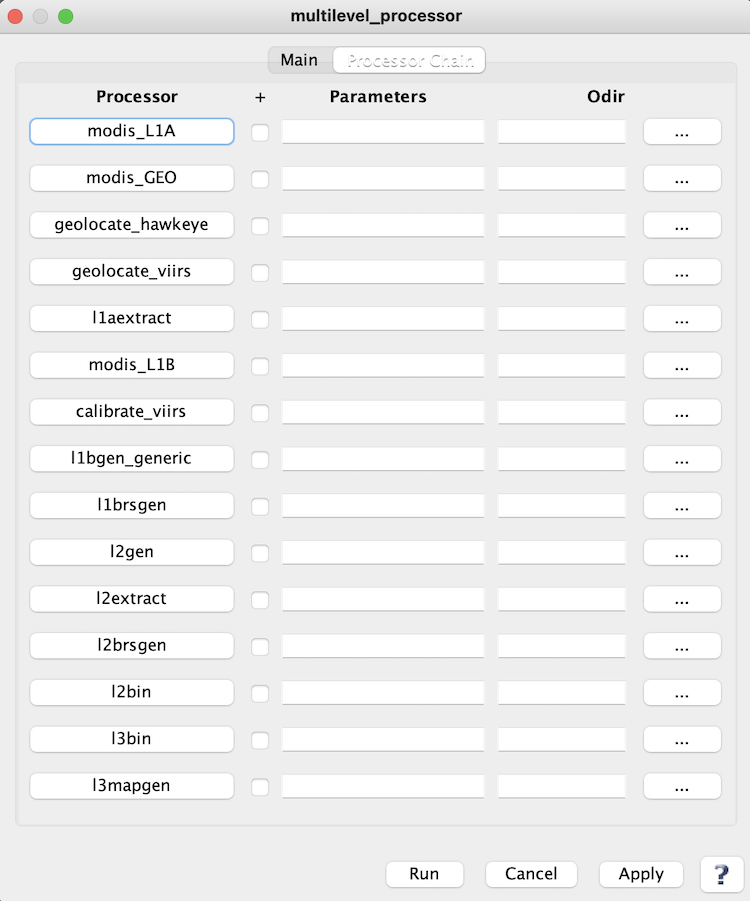 multilevel_processor
Main Processor Chain
Processor + Parameters Odir
modis_L1A ...
modis_GEO ...
geolocate_hawkeye ...
geolocate_viirs ...
l1aextract ...
modis_L1B ...
calibrate_viirs ...
l1bgen_generic ...
l1brsgen ...
l2gen ...
l2extract ...
l2brsgen ...
l2bin ...
l3bin ...
l3mapgen ...
Run Cancel Apply ?